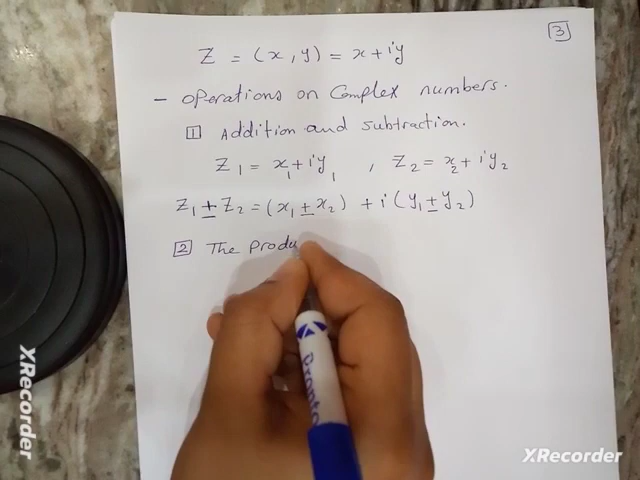 3
Z = (x, y) = x + iy
- operations on Complex numbers.
1 Addition and subtraction.
Z₁ = x₁ + iy₁ , Z₂ = x₂ + iy₂
Z₁ ± Z₂ = (x₁ ± x₂) + i (y₁ ± y₂)
2 The Produ
Pronto
XRecorder
XRecorder